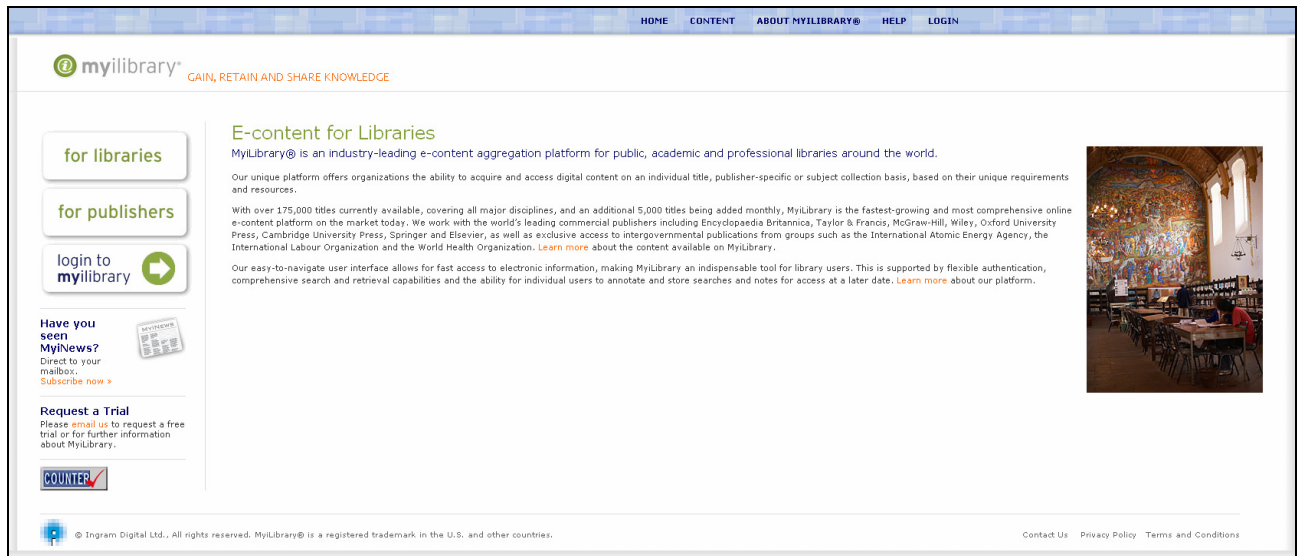 HOME CONTENT ABOUT MYILIBRARY® HELP LOGIN
myilibrary®
GAIN, RETAIN AND SHARE KNOWLEDGE
for libraries
for publishers
login to
myilibrary
Have you
seen
MyiNews?
Direct to your
mailbox.
Subscribe now »
MYINEWS
Request a Trial
Please email us to request a free
trial or for further information
about MyiLibrary.
COUNTER
E-content for Libraries
MyiLibrary® is an industry-leading e-content aggregation platform for public, academic and professional libraries around the world.
Our unique platform offers organizations the ability to acquire and access digital content on an individual title, publisher-specific or subject collection basis, based on their unique requirements
and resources.
With over 175,000 titles currently available, covering all major disciplines, and an additional 5,000 titles being added monthly, MyiLibrary is the fastest-growing and most comprehensive online
e-content platform on the market today. We work with the world's leading commercial publishers including Encyclopaedia Britannica, Taylor & Francis, McGraw-Hill, Wiley, Oxford University
Press, Cambridge University Press, Springer and Elsevier, as well as exclusive access to intergovernmental publications from groups such as the International Atomic Energy Agency, the
International Labour Organization and the World Health Organization. Learn more about the content available on MyiLibrary.
Our easy-to-navigate user interface allows for fast access to electronic information, making MyiLibrary an indispensable tool for library users. This is supported by flexible authentication,
comprehensive search and retrieval capabilities and the ability for individual users to annotate and store searches and notes for access at a later date. Learn more about our platform.
© Ingram Digital Ltd., All rights reserved. MyiLibrary® is a registered trademark in the U.S. and other countries.
Contact Us Privacy Policy Terms and Conditions